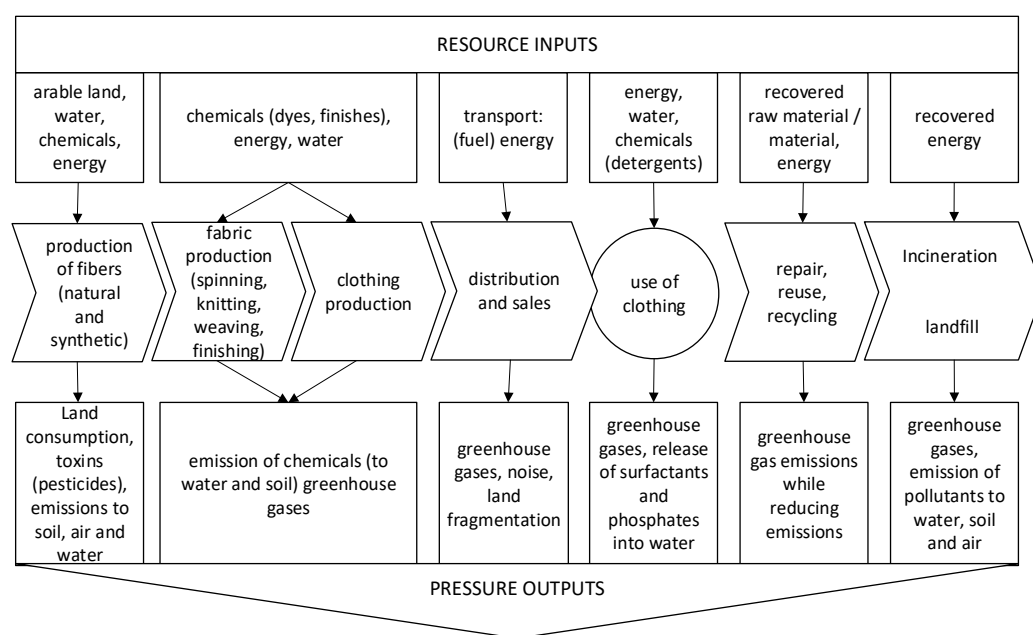 RESOURCE INPUTS
arable land,
water,
chemicals,
energy
chemicals (dyes, finishes),
energy, water
transport:
(fuel) energy
energy,
water,
chemicals
(detergents)
recovered
raw material /
material,
energy
recovered
energy
production
of fibers
(natural
and
synthetic)
fabric
production
(spinning,
knitting,
weaving,
finishing)
clothing
production
distribution
and sales
use of
clothing
repair,
reuse,
recycling
Incineration
landfill
Land
consumption,
toxins
(pesticides),
emissions to
soil, air and
water
emission of chemicals (to
water and soil) greenhouse
gases
greenhouse
gases, noise,
land
fragmentation
greenhouse
gases, release
of surfactants
and
phosphates
into water
greenhouse
gas emissions
while
reducing
emissions
greenhouse
gases,
emission of
pollutants to
water, soil
and air
PRESSURE OUTPUTS